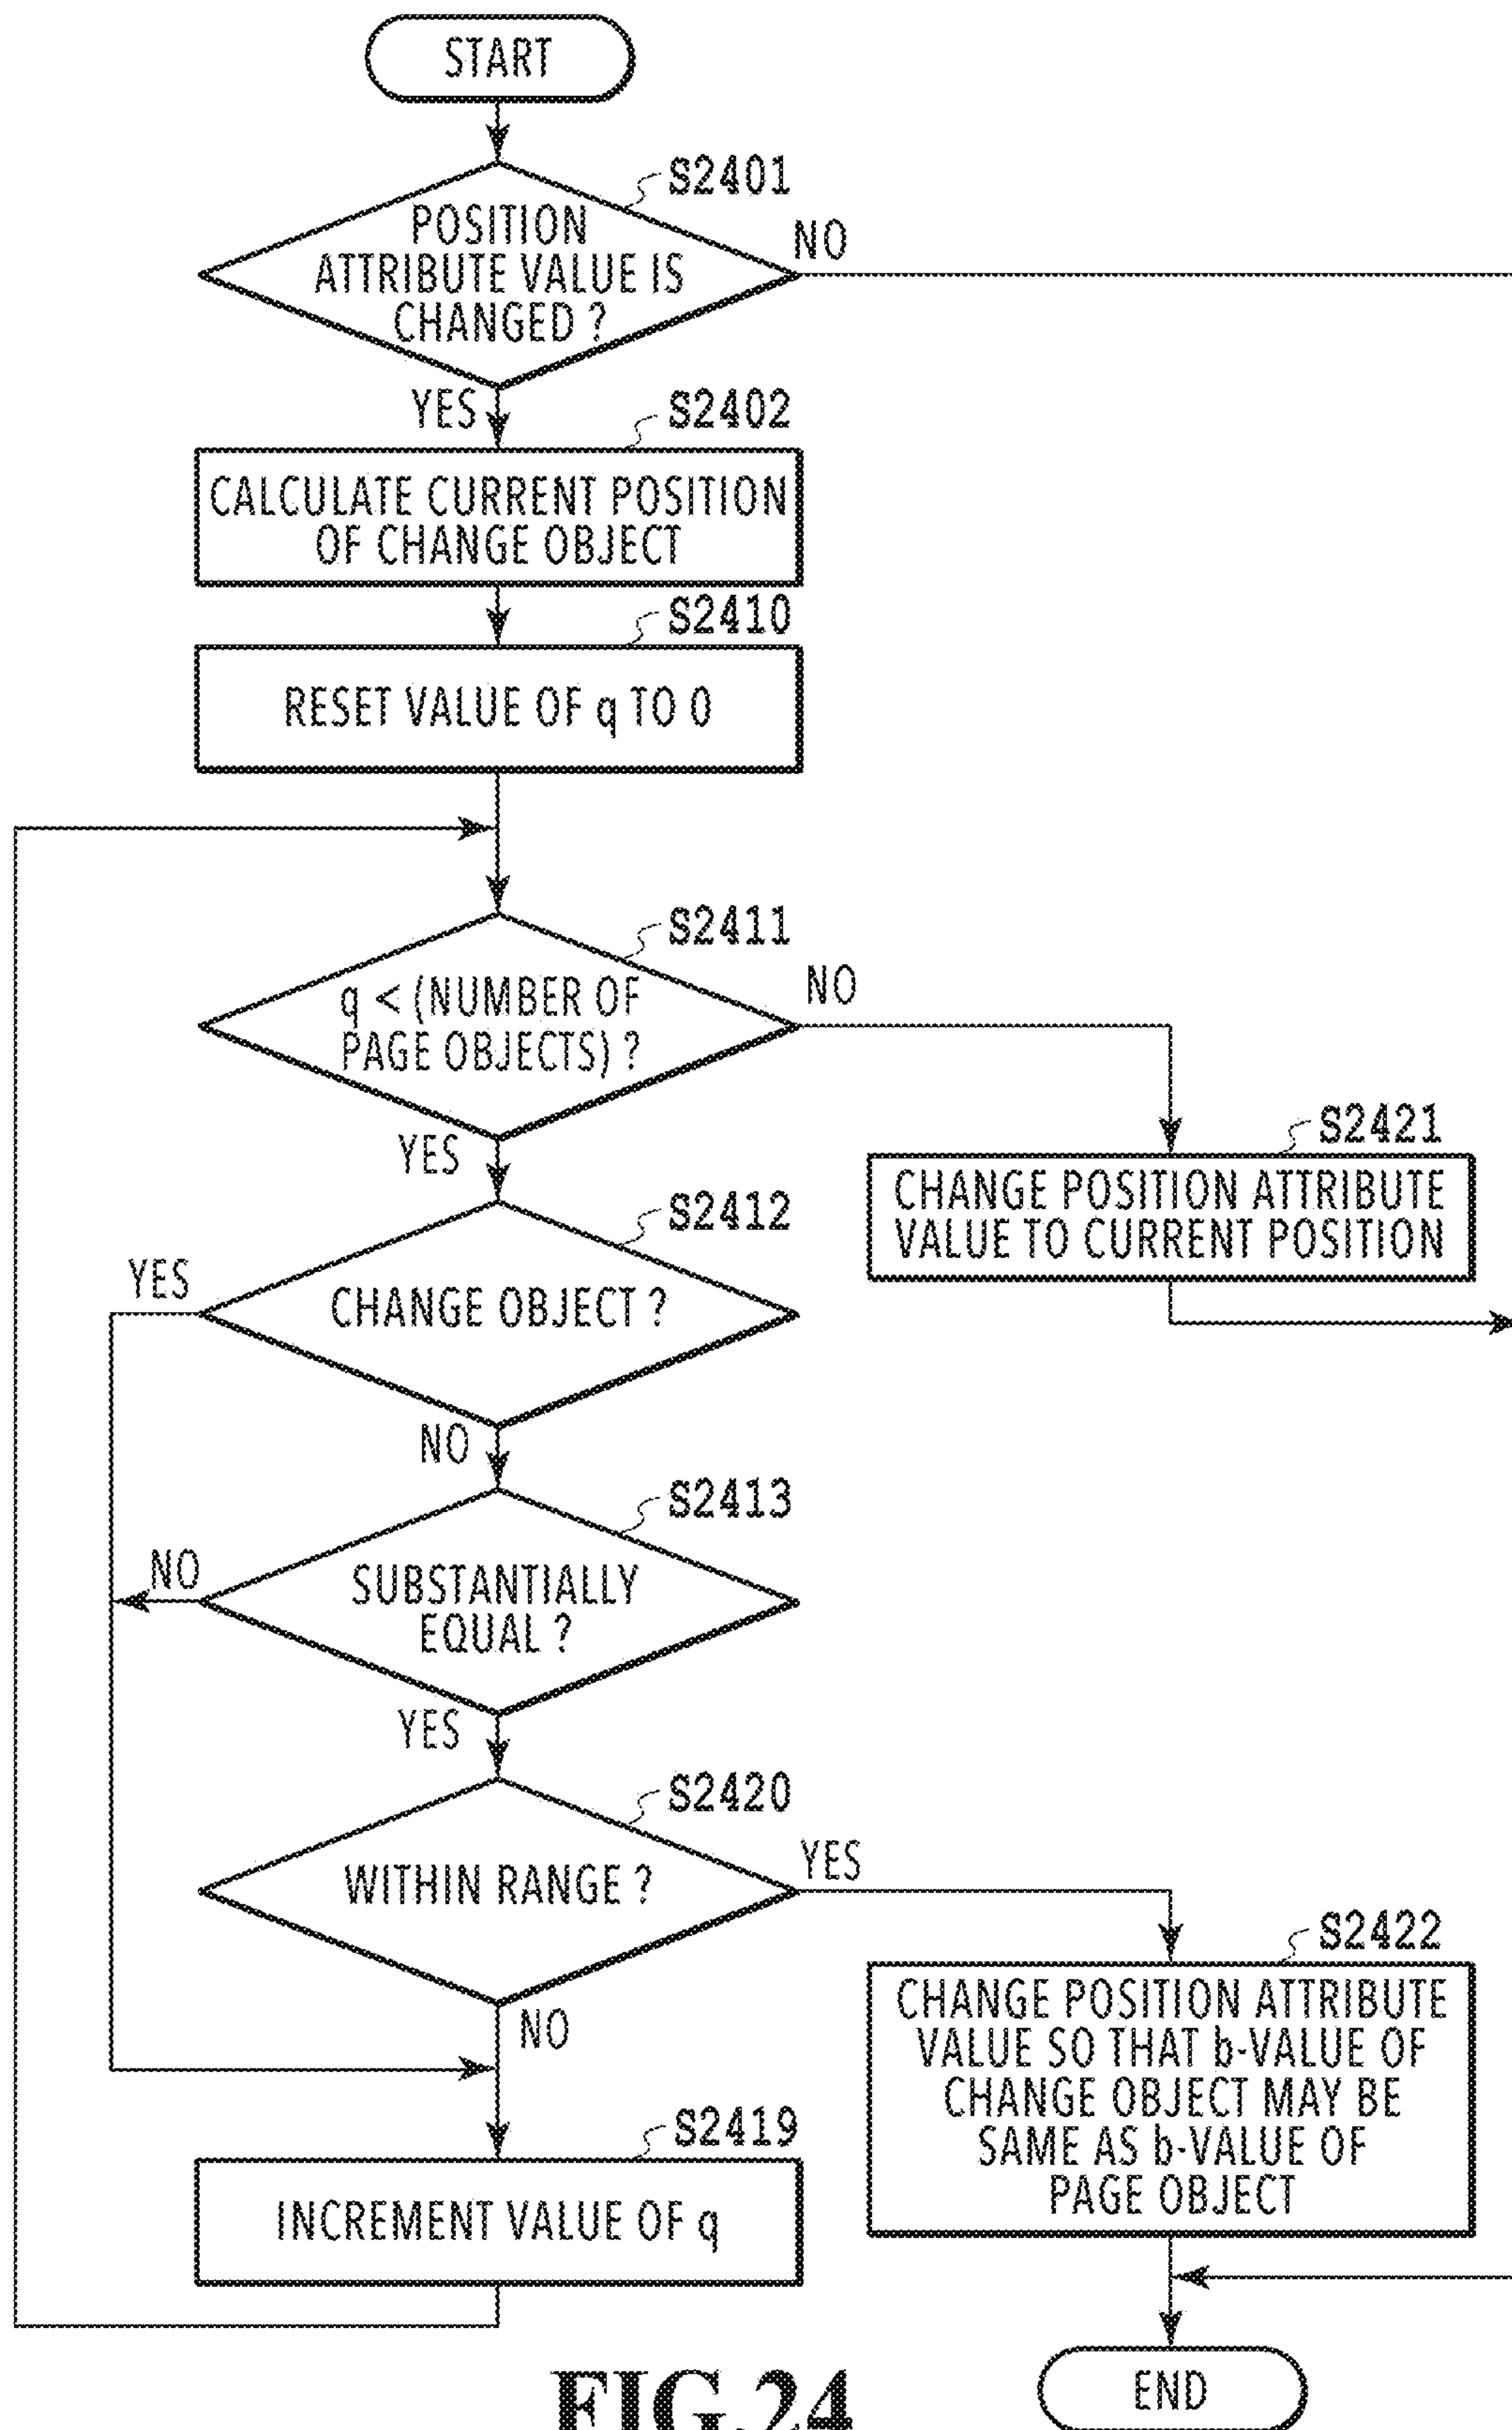 START
S2401
POSITION
ATTRIBUTE VALUE IS
CHANGED ?
NO
YES
S2402
CALCULATE CURRENT POSITION
OF CHANGE OBJECT
S2410
RESET VALUE OF q TO 0
S2411
q < (NUMBER OF
PAGE OBJECTS) ?
NO
YES
S2421
CHANGE POSITION ATTRIBUTE
VALUE TO CURRENT POSITION
S2412
YES
CHANGE OBJECT ?
NO
S2413
NO
SUBSTANTIALLY
EQUAL ?
YES
S2420
WITHIN RANGE ?
YES
NO
S2422
CHANGE POSITION ATTRIBUTE
VALUE SO THAT b-VALUE OF
CHANGE OBJECT MAY BE
SAME AS b-VALUE OF
PAGE OBJECT
S2419
INCREMENT VALUE OF q
END
FIG.24